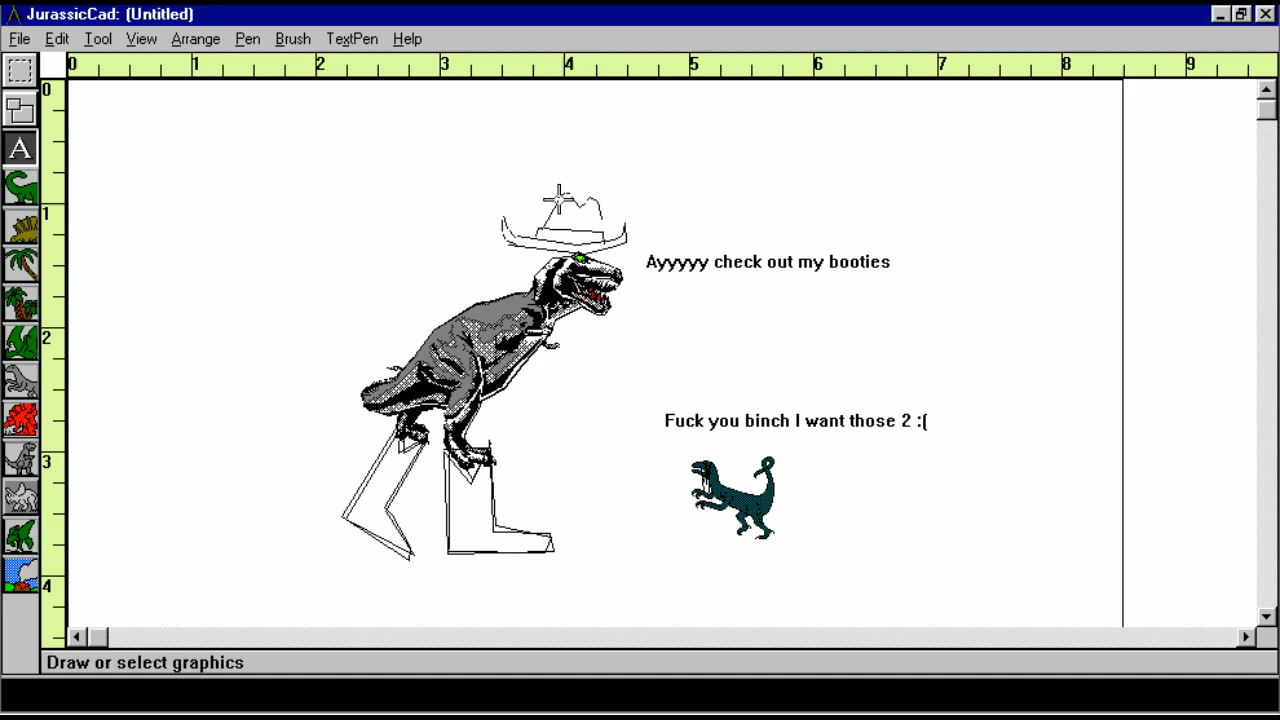 JurassicCad: (Untitled)
File Edit Tool View Arrange Pen Brush TextPen Help
0 1 2 3 4 5 6 7 8 9
0
A
1
Ayyyyy check out my booties
2
Fuck you binch I want those 2 :(
3
4
Draw or select graphics